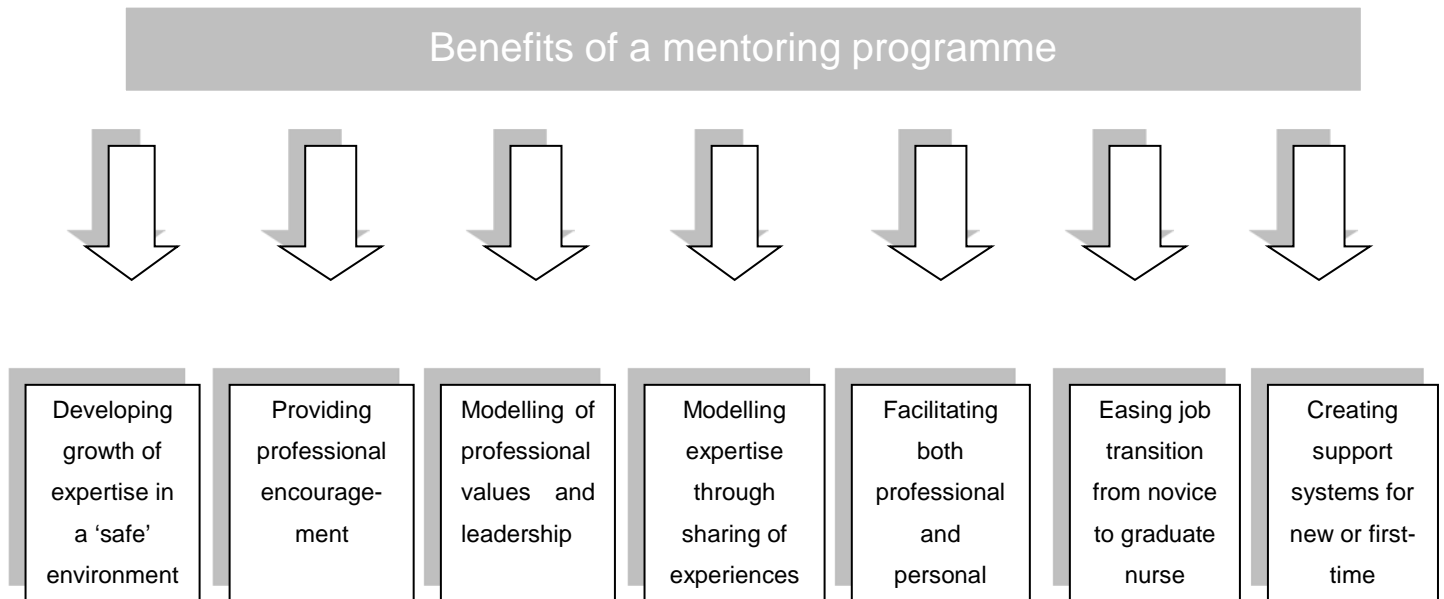 Benefits of a mentoring programme
Developing
growth of
expertise in
a ‘safe’
environment
Providing
professional
encourage-
ment
Modelling of
professional
values and
leadership
Modelling
expertise
through
sharing of
experiences
Facilitating
both
professional
and
personal
Easing job
transition
from novice
to graduate
nurse
Creating
support
systems for
new or first-
time